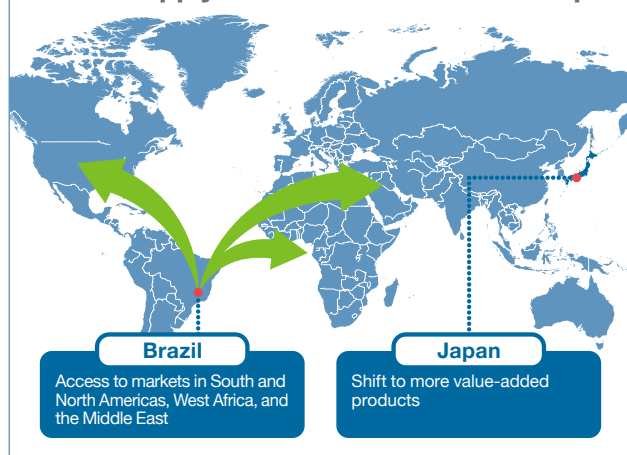 Brazil
Access to markets in South and
North Americas, West Africa, and
the Middle East
Japan
Shift to more value-added
products